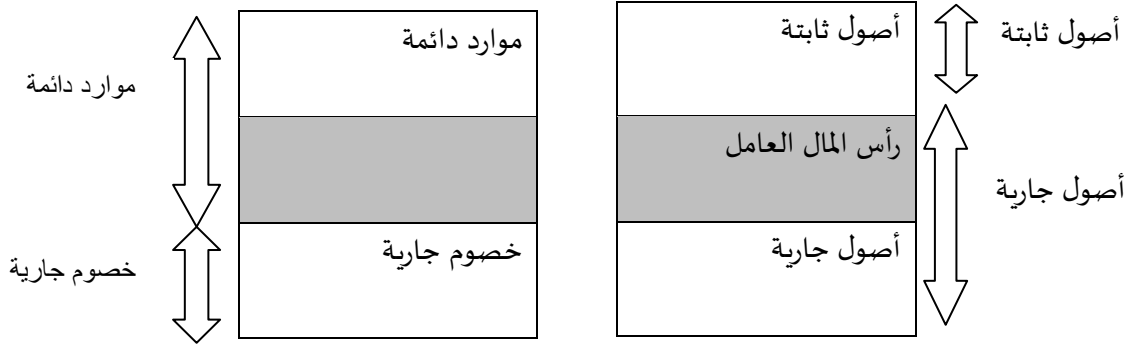 أصول ثابتة
أصول ثابتة
رأس المال العامل
أصول جارية
أصول جارية
موارد دائمة
موارد دائمة
خصوم جارية
خصوم جارية